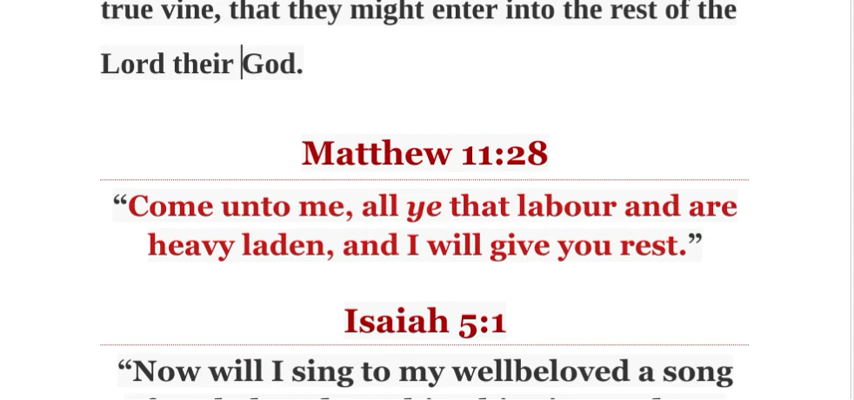 true vine, that they might enter into the rest of the
Lord their God.
Matthew 11:28
“Come unto me, all ye that labour and are
heavy laden, and I will give you rest.”
Isaiah 5:1
“Now will I sing to my wellbeloved a song